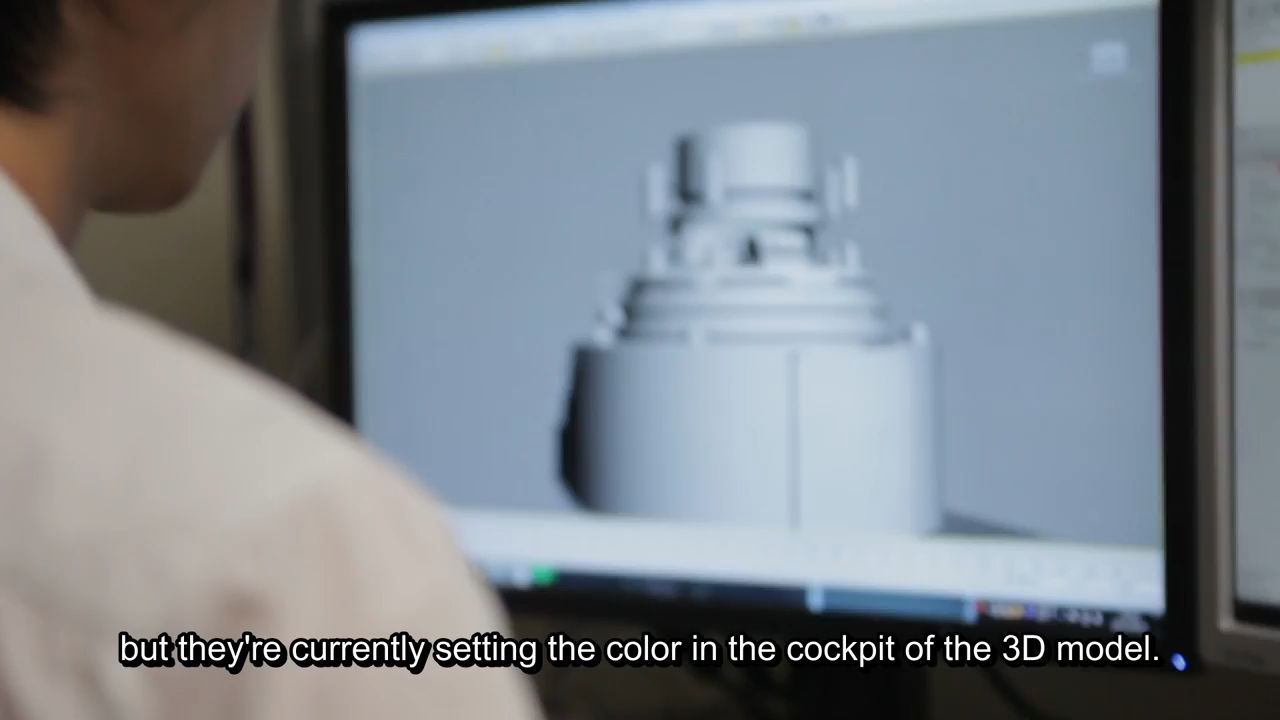 but they're currently setting the color in the cockpit of the 3D model.